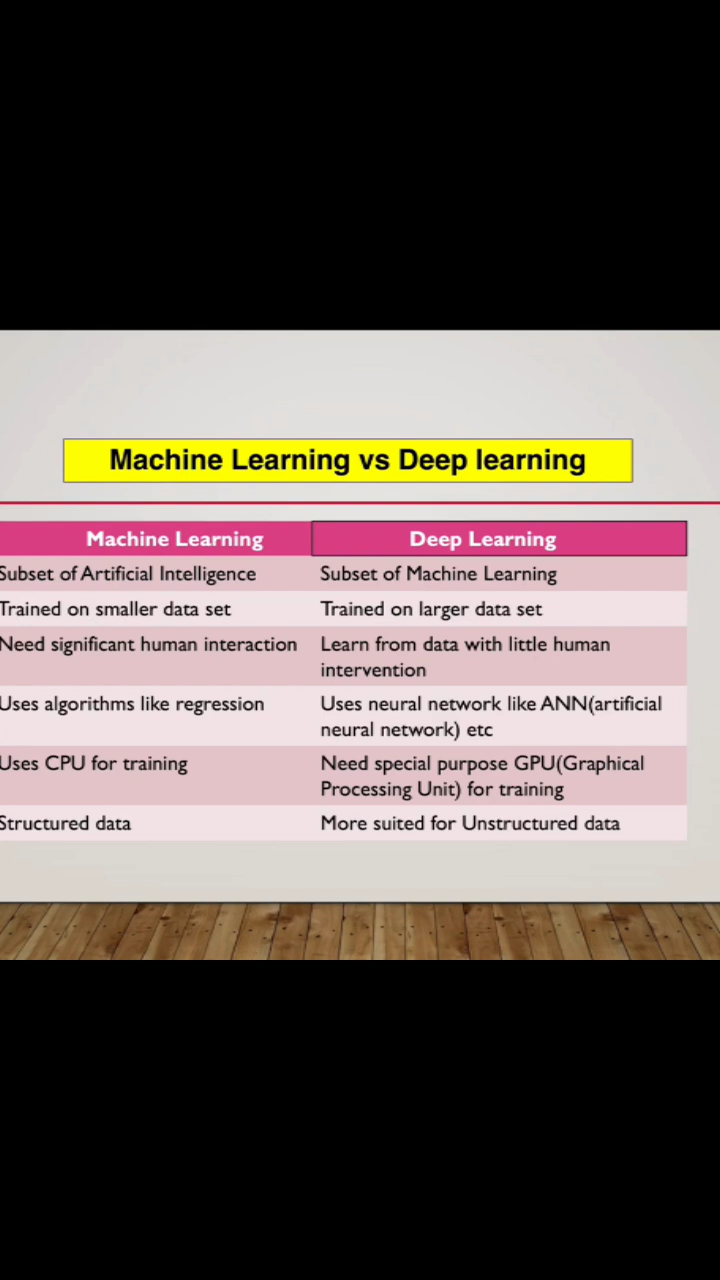 Machine Learning vs Deep learning
Machine Learning Deep Learning
Subset of Artificial Intelligence Subset of Machine Learning
Trained on smaller data set Trained on larger data set
Need significant human interaction Learn from data with little human
intervention
Uses algorithms like regression Uses neural network like ANN(artificial
neural network) etc
Uses CPU for training Need special purpose GPU(Graphical
Processing Unit) for training
Structured data More suited for Unstructured data